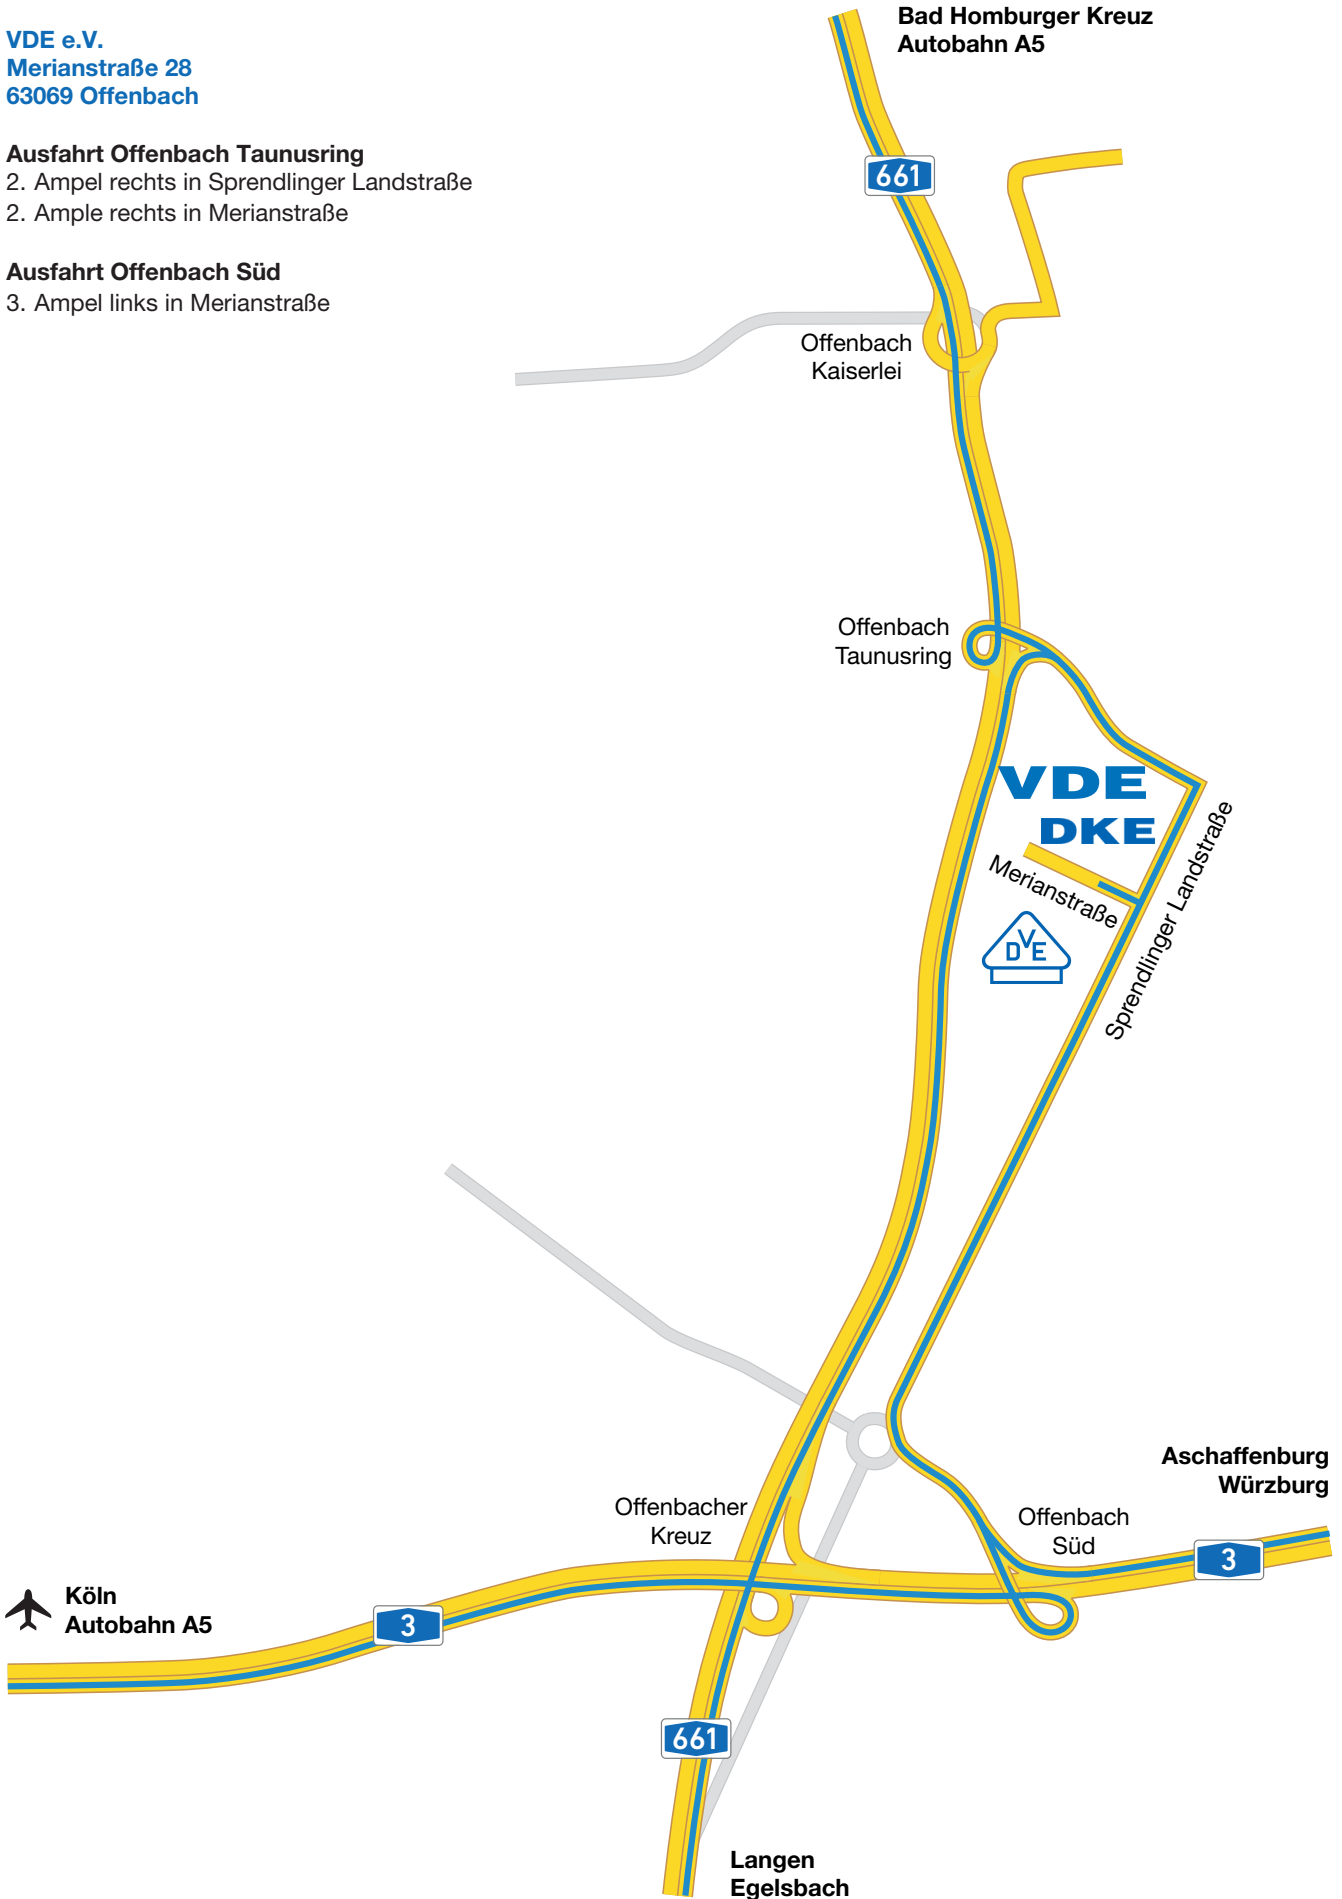 VDE e.V.
Merianstraße 28
63069 Offenbach
Ausfahrt Offenbach Taunusring
2. Ampel rechts in Sprendlinger Landstraße
2. Ample rechts in Merianstraße
Ausfahrt Offenbach Süd
3. Ampel links in Merianstraße
Bad Homburger Kreuz
Autobahn A5
661
Offenbach
Kaiserlei
Offenbach
Taunusring
VDE
DKE
Merianstraße
Sprendlinger Landstraße
DVE
Aschaffenburg
Würzburg
Offenbacher
Kreuz
Offenbach
Süd
3
Köln
Autobahn A5
3
661
Langen
Egelsbach